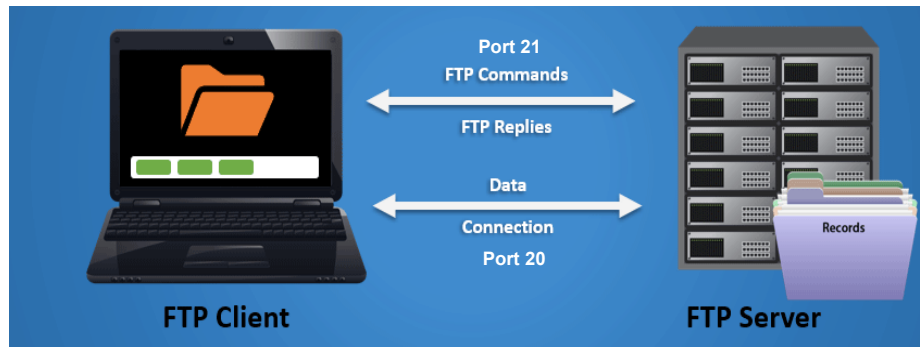 Port 21
FTP Commands
FTP Replies
Data
Connection
Port 20
Records
FTP Client
FTP Server